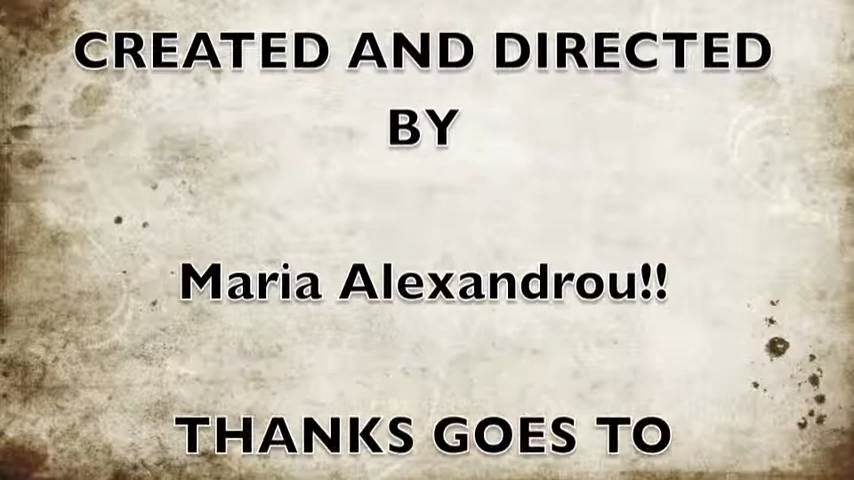 CREATED AND DIRECTED
BY
Maria Alexandrou!!
THANKS GOES TO